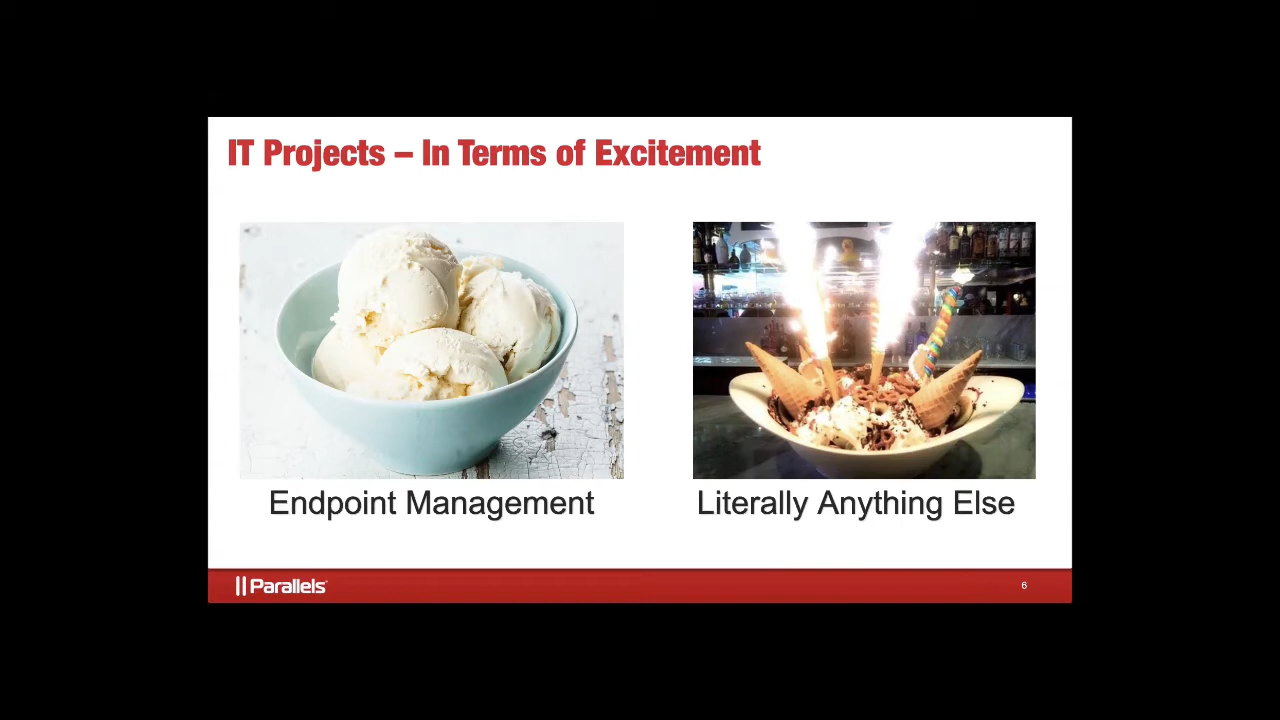 IT Projects – In Terms of Excitement
Endpoint Management
Literally Anything Else
Parallels
6